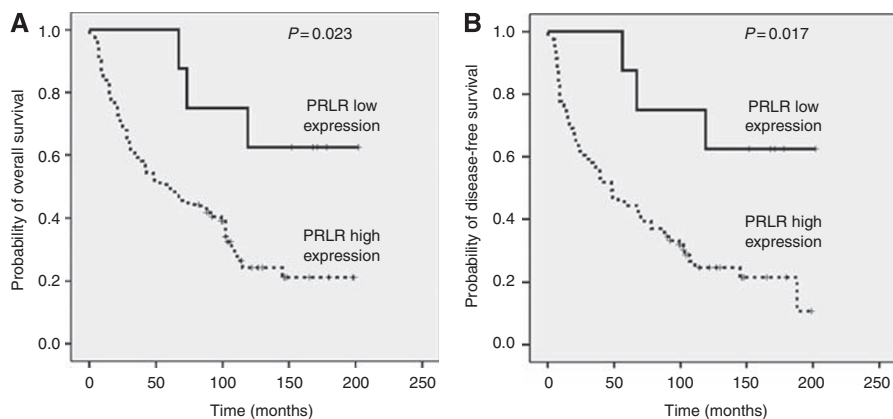 A
P = 0.023
Probability of overall survival
1.0
0.8
0.6
0.4
0.2
0.0
PRLR low
expression
PRLR high
expression
0 50 100 150 200 250
Time (months)
B
P = 0.017
Probability of disease-free survival
1.0
0.8
0.6
0.4
0.2
0.0
PRLR low
expression
PRLR high
expression
0 50 100 150 200 250
Time (months)